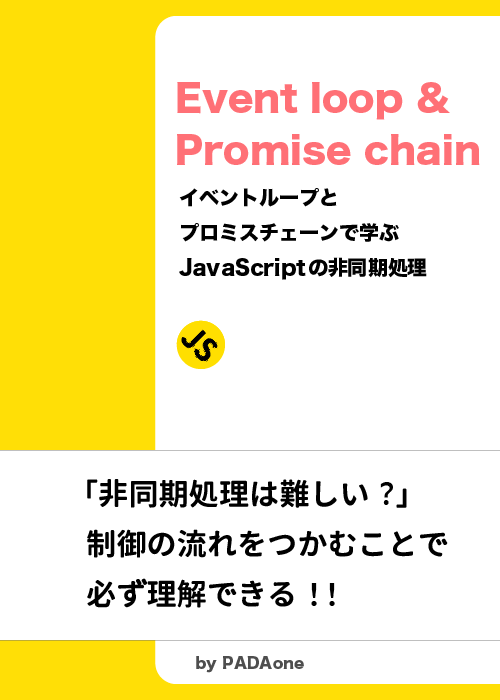 Event loop &
Promise chain
イベントループと
プロミスチェーンで学ぶ
JavaScriptの非同期処理
JS
「非同期処理は難しい?」
制御の流れをつかむことで
必ず理解できる!!
by PADAone